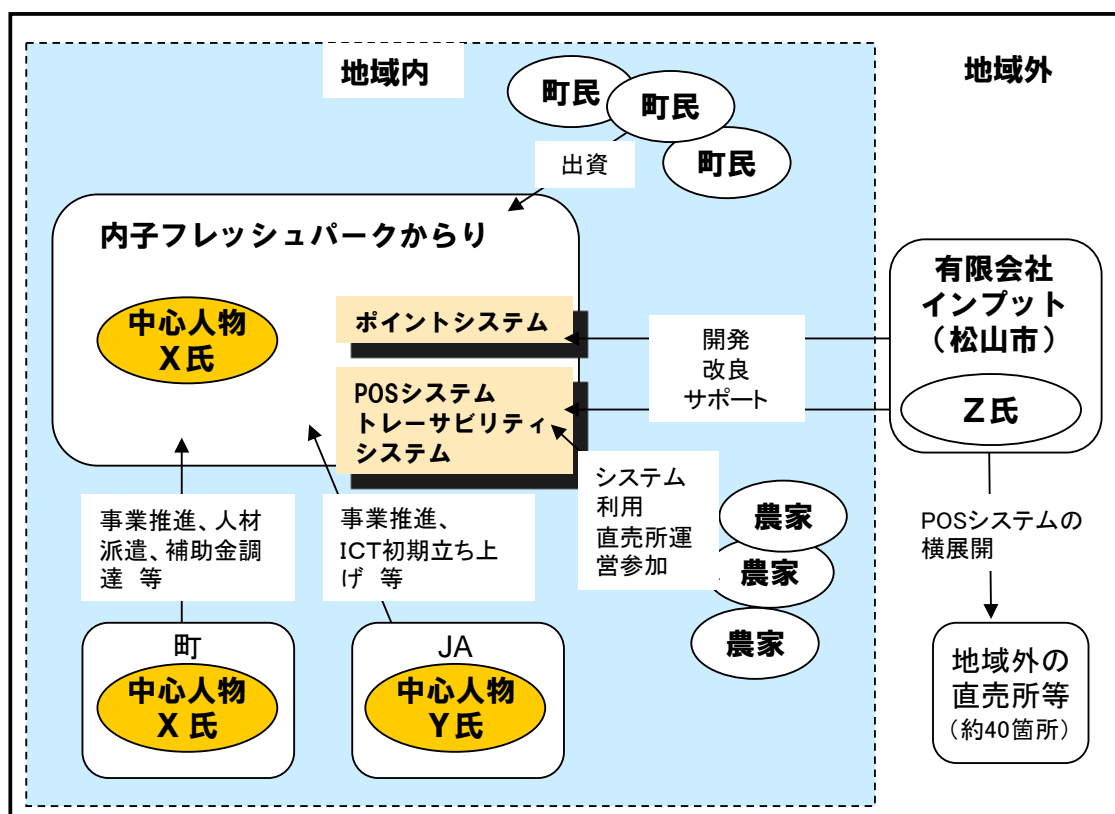 地域内
地域外
町民
町民
町民
出資
内子フレッシュパークからり
中心人物
X氏
ポイントシステム
POSシステム
トレーサビリティ
システム
開発
改良
サポート
有限会社
インプット
（松山市）
Z氏
事業推進、人材
派遣、補助金調
達 等
事業推進、
ICT初期立ち上
げ 等
システム
利用
直売所運
営参加
農家
農家
農家
POSシステムの
横展開
町
中心人物
X氏
JA
中心人物
Y氏
地域外の
直売所等
（約40箇所）